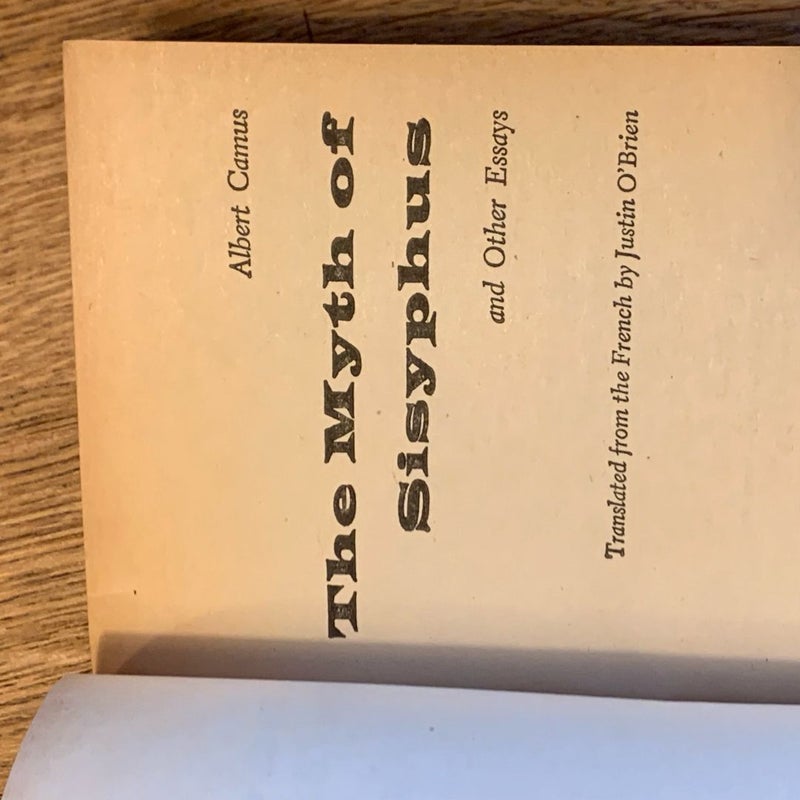 Albert Camus
The Myth of
Sisyphus
and Other Essays
Translated from the French by Justin O'Brien